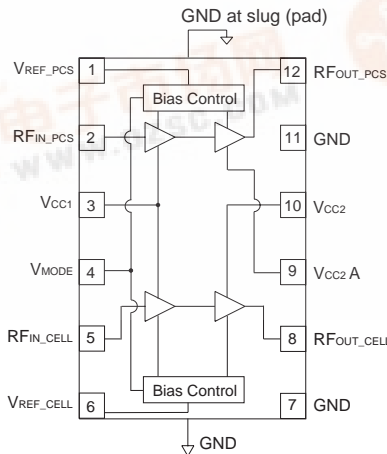 GND at slug (pad)
VREF_PCS 1 Bias Control 12 RFOUT_PCS
RFIN_PCS 2 11 GND
VCC1 3 10 VCC2
VMODE 4 9 VCC2 A
RFIN_CELL 5 8 RFOUT_CELL
VREF_CELL 6 Bias Control 7 GND
GND